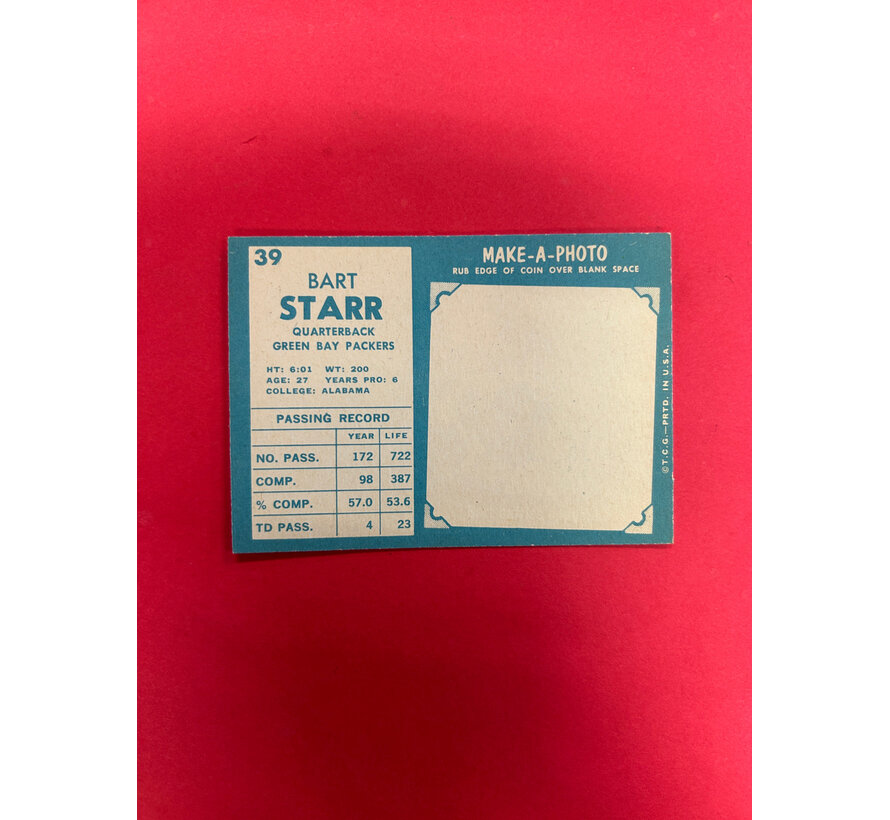 39
BART
STARR
QUARTERBACK
GREEN BAY PACKERS
HT: 6:01 WT: 200
AGE: 27 YEARS PRO: 6
COLLEGE: ALABAMA
PASSING RECORD
YEAR LIFE
NO. PASS. 172 722
COMP. 98 387
% COMP. 57.0 53.6
TD PASS. 4 23
MAKE-A-PHOTO
RUB EDGE OF COIN OVER BLANK SPACE
©T.C.G.—PRTD. IN U.S.A.